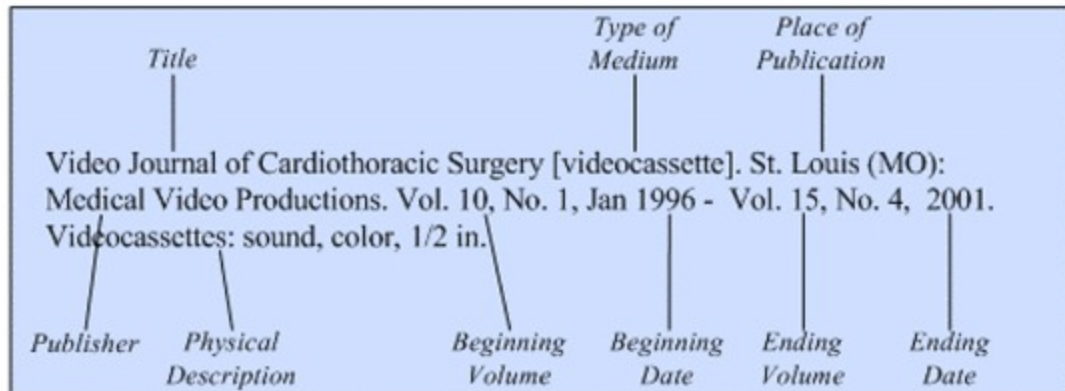 Title
Type of
Medium
Place of
Publication
Video Journal of Cardiothoracic Surgery [videocassette]. St. Louis (MO):
Medical Video Productions. Vol. 10, No. 1, Jan 1996 - Vol. 15, No. 4, 2001.
Videocassettes: sound, color, 1/2 in.
Publisher
Physical
Description
Beginning
Volume
Beginning
Date
Ending
Volume
Ending
Date